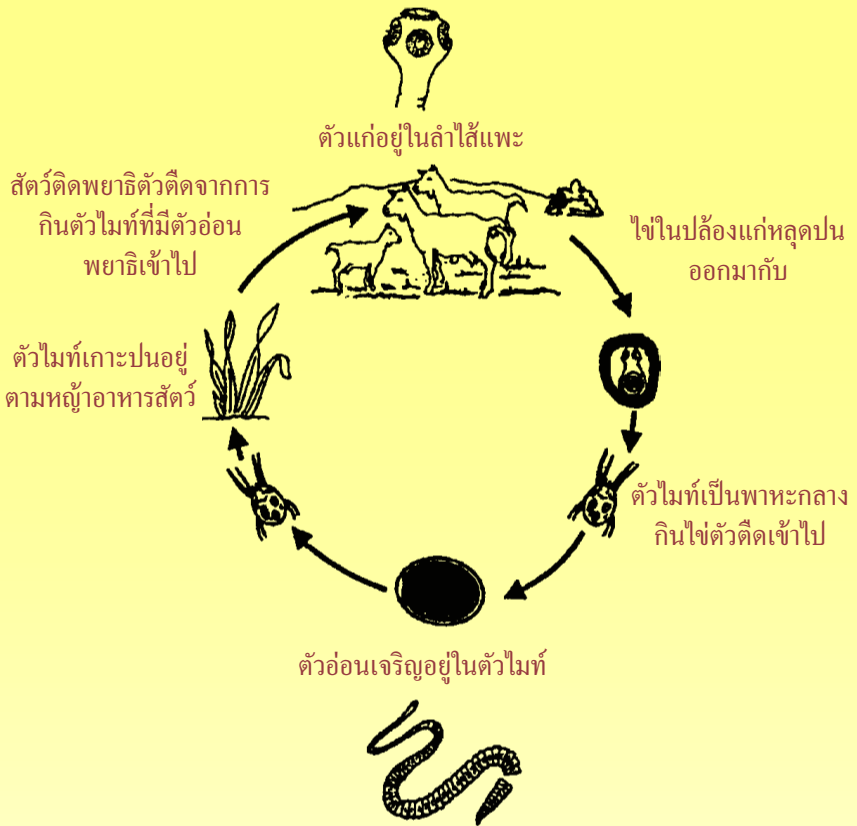 ตัวแก่อยู่ในลำไส้แพะ
สัตว์ติดพยาธิตัวตืดจากการ
กินตัวไมท์ที่มีตัวอ่อน
พยาธิเข้าไป
ไข่ในปล้องแก่หลุดปน
ออกมากับ
ตัวไมท์เกาะปนอยู่
ตามหญ้าอาหารสัตว์
ตัวไมท์เป็นพาหะกลาง
กินไข่ตัวตืดเข้าไป
ตัวอ่อนเจริญอยู่ในตัวไมท์